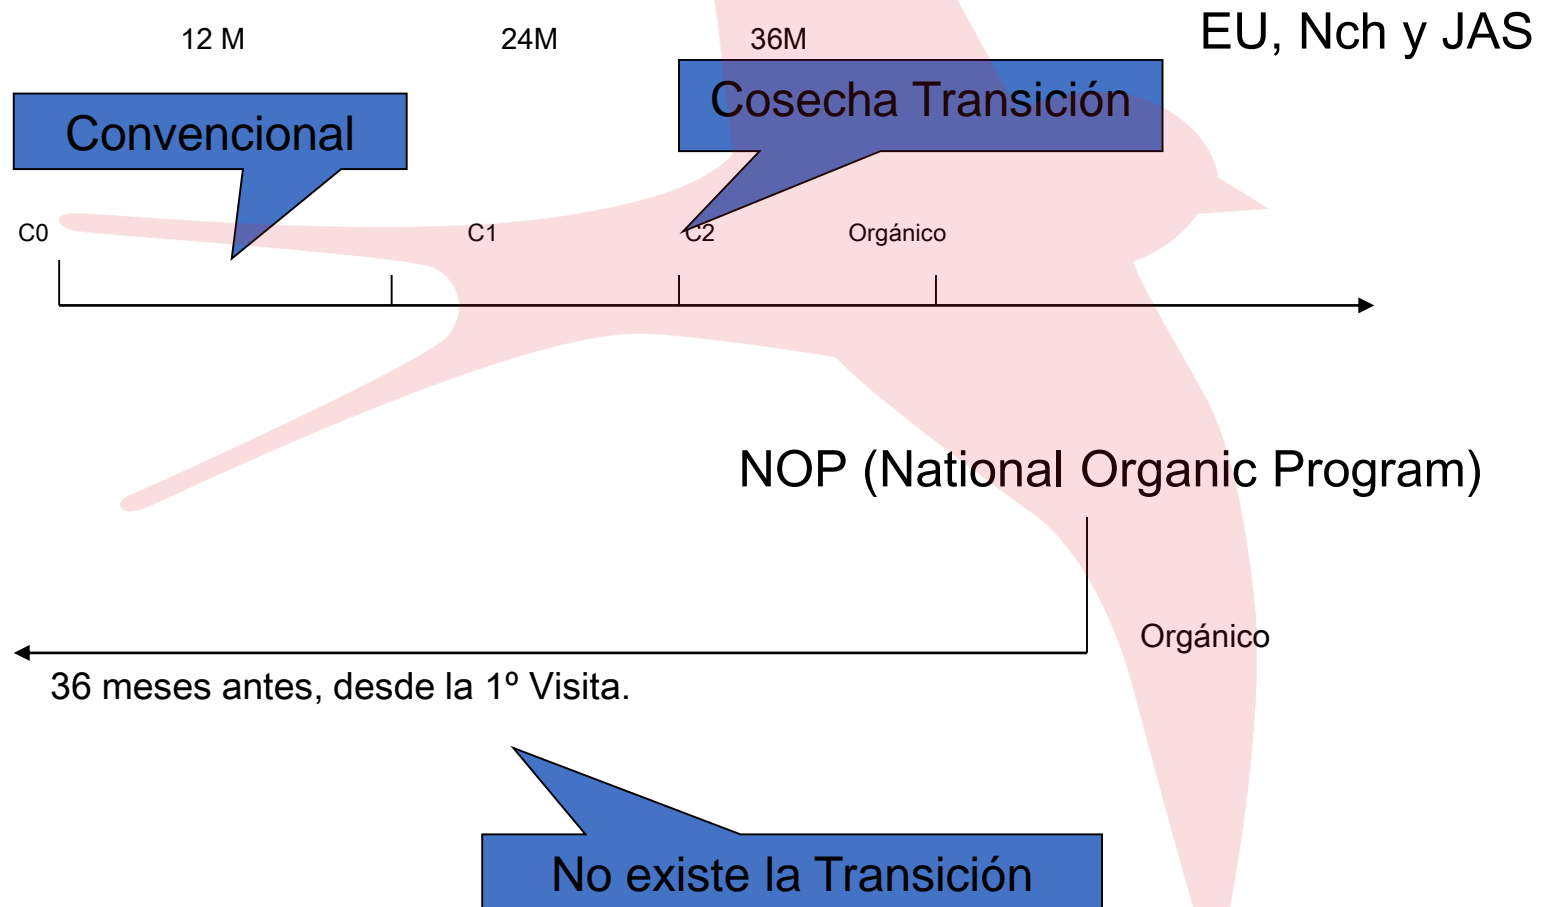 EU, Nch y JAS
12 M 24M 36M
Convencional
Cosecha Transición
C0 C1 C2 Orgánico
NOP (National Organic Program)
Orgánico
36 meses antes, desde la 1º Visita.
No existe la Transición